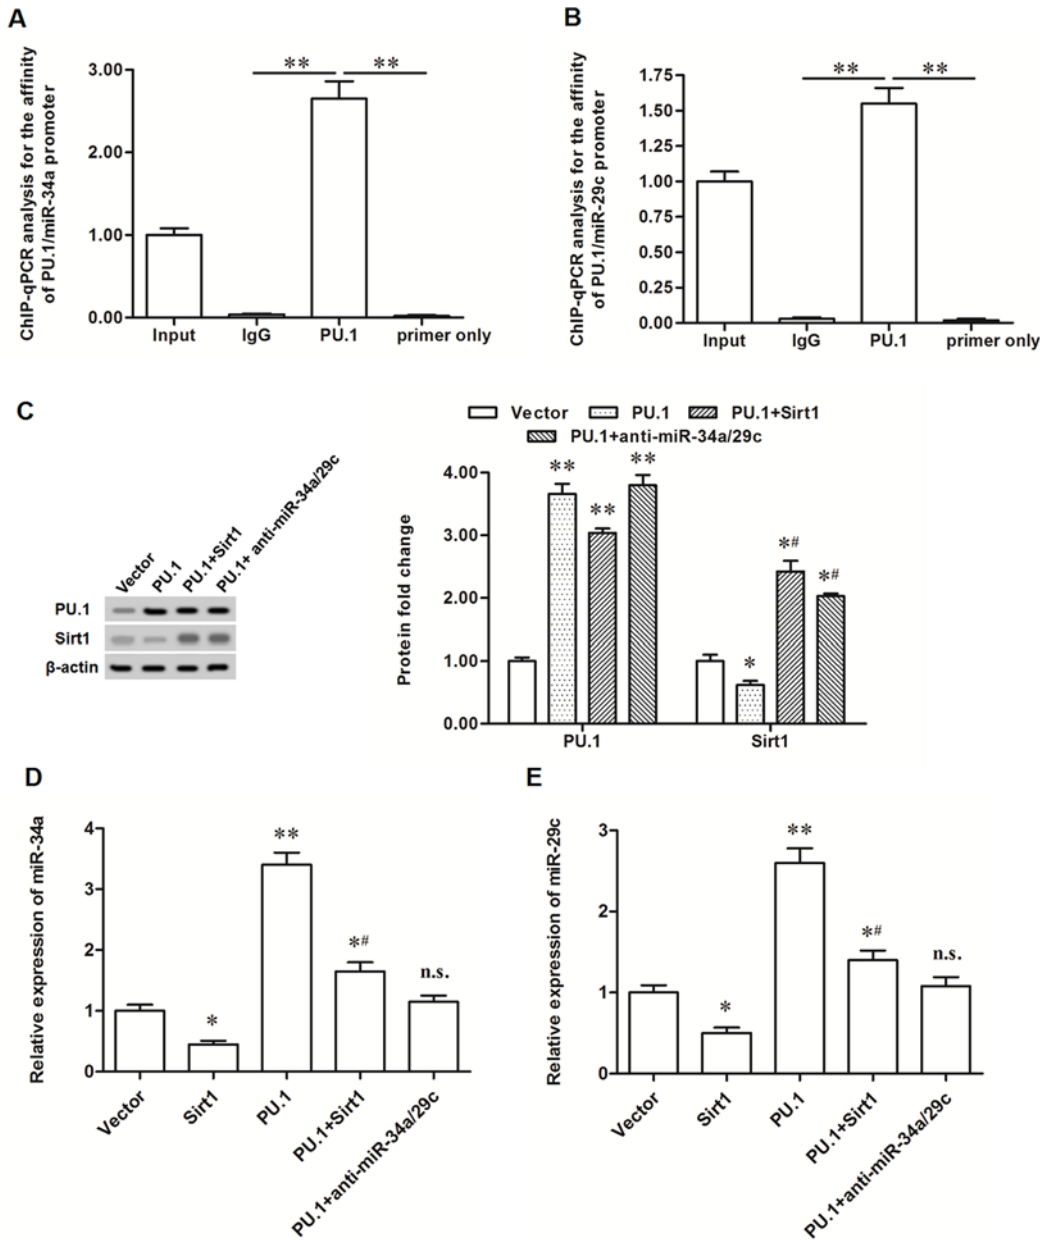 A
ChIP-qPCR analysis for the affinity
of PU.1/miR-34a promoter
3.00
2.00
1.00
0.00
**
**
Input
IgG
PU.1
primer only
B
ChIP-qPCR analysis for the affinity
of PU.1/miR-29c promoter
1.75
1.50
1.25
1.00
0.75
0.50
0.25
0.00
**
**
Input
IgG
PU.1
primer only
C
Vector
PU.1
PU.1+Sirt1
PU.1+ anti-miR-34a/29c
PU.1
Sirt1
β-actin
Vector
PU.1
PU.1+Sirt1
PU.1+anti-miR-34a/29c
Protein fold change
4.00
3.00
2.00
1.00
0.00
**
**
**
*
*#
*#
PU.1
Sirt1
D
Relative expression of miR-34a
4
3
2
1
0
*
**
*#
n.s.
Vector
Sirt1
PU.1
PU.1+Sirt1
PU.1+anti-miR-34a/29c
E
Relative expression of miR-29c
3
2
1
0
*
**
*#
n.s.
Vector
Sirt1
PU.1
PU.1+Sirt1
PU.1+anti-miR-34a/29c